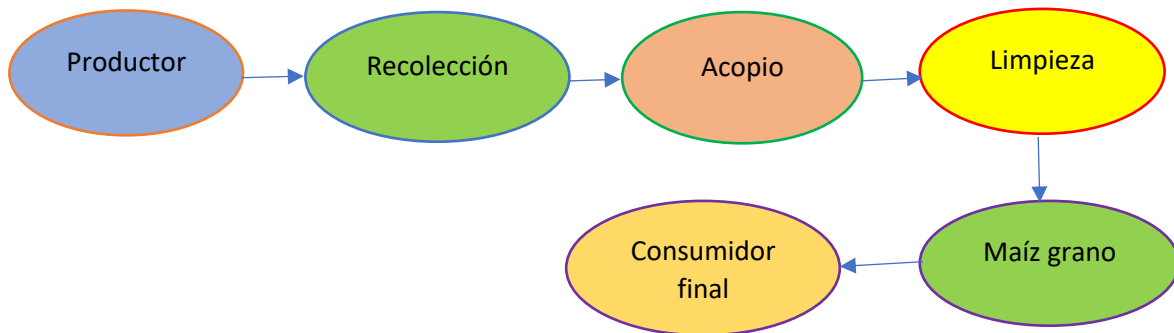 Productor
Recolección
Acopio
Limpieza
Consumidor
final
Maíz grano